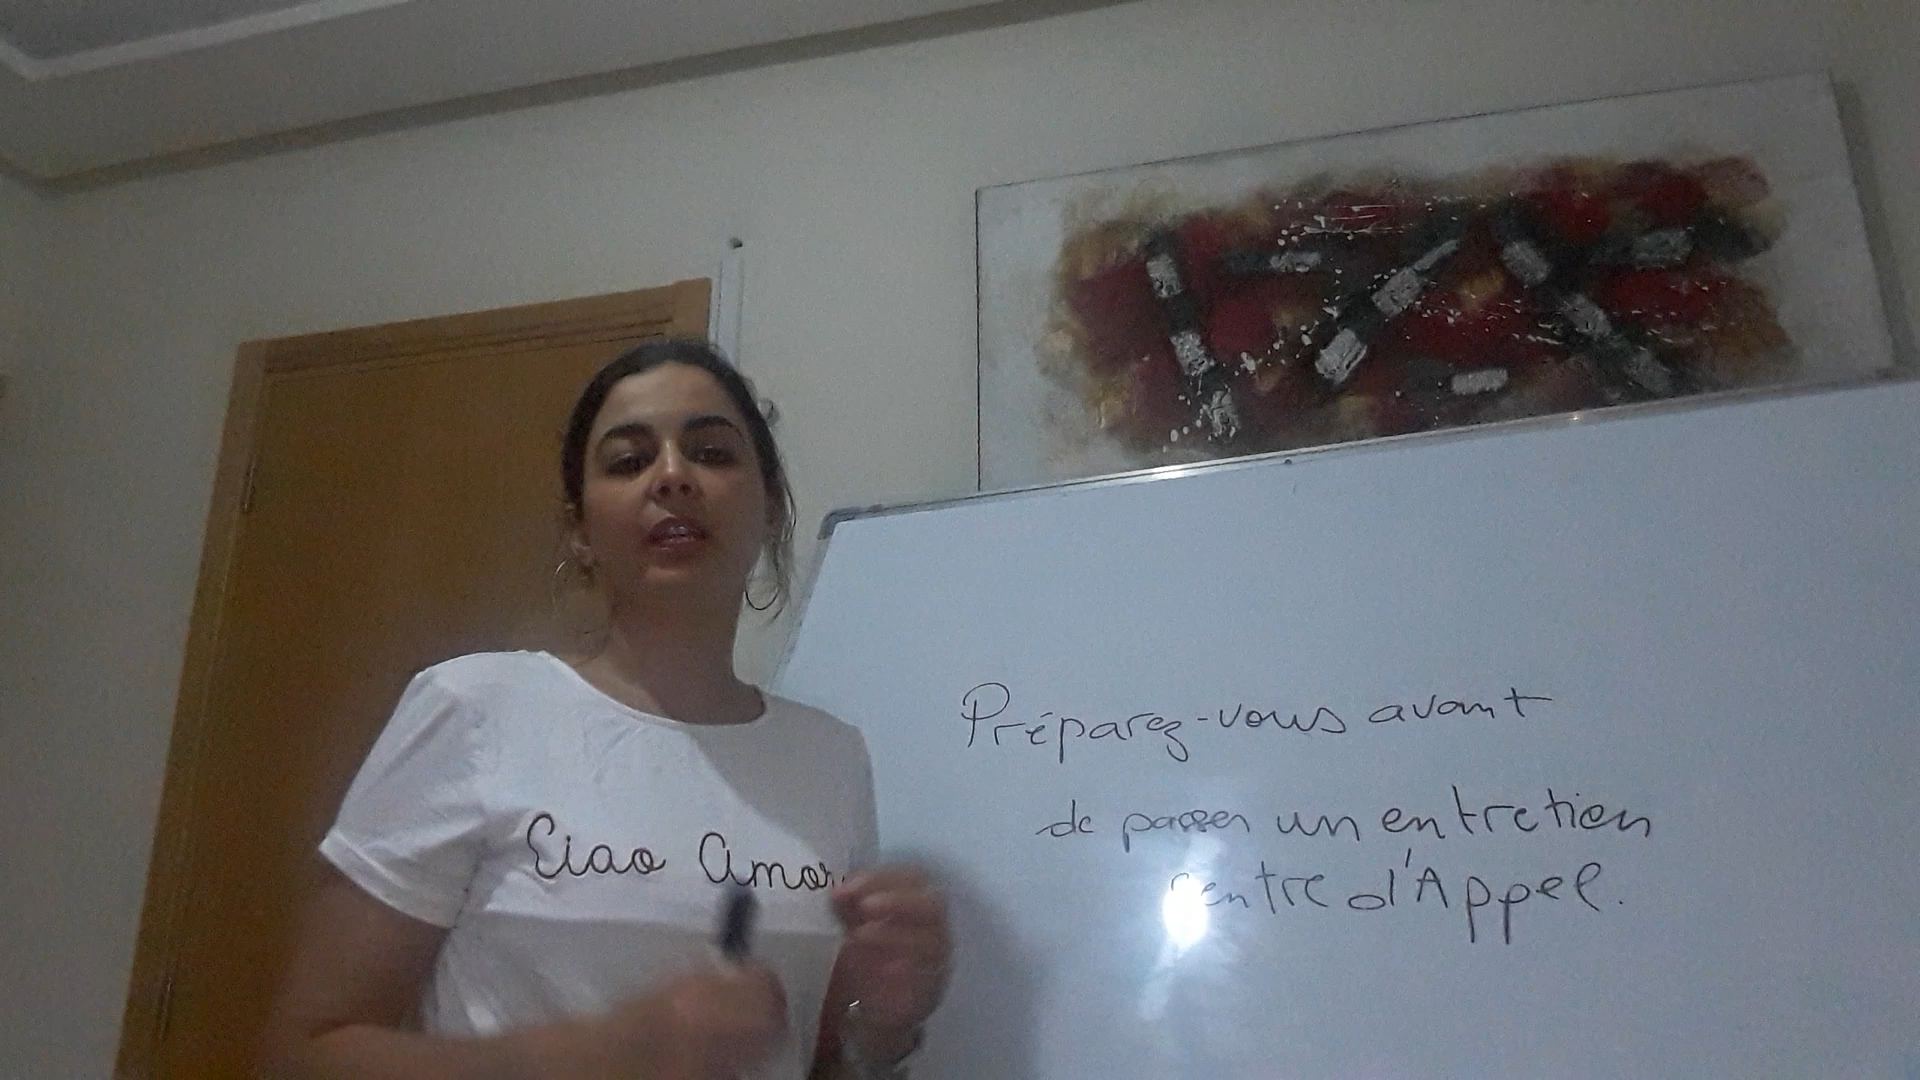 Ciao Amor
Préparez-vous avant
de passer un entretien
Centre d'Appel.